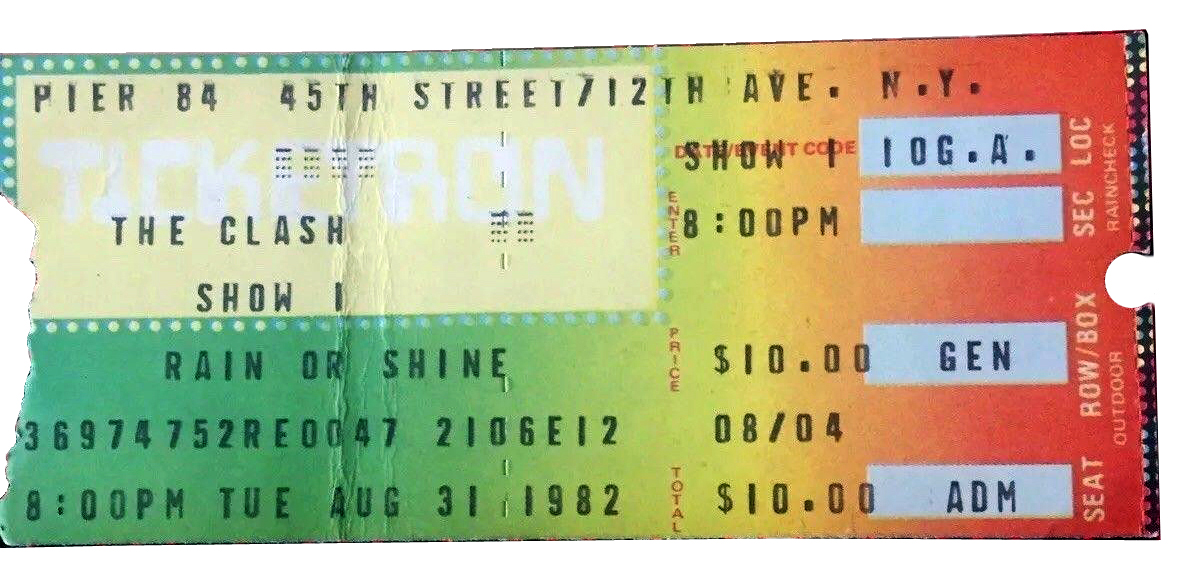 PIER 84 45TH STREET/12TH AVE. N.Y.
TICKETRON
DATE/EVENT CODE
SHOW 1 10G.A.
THE CLASH
ENTER 8:00PM
SHOW 1
RAIN OR SHINE
PRICE $10.00 GEN
36974752RE0047 2106E12 08/04
8:00PM TUE AUG 31 1982
TOTAL $10.00 ADM
SEC LOC
RAINCHECK
ROW/BOX
OUTDOOR
SEAT